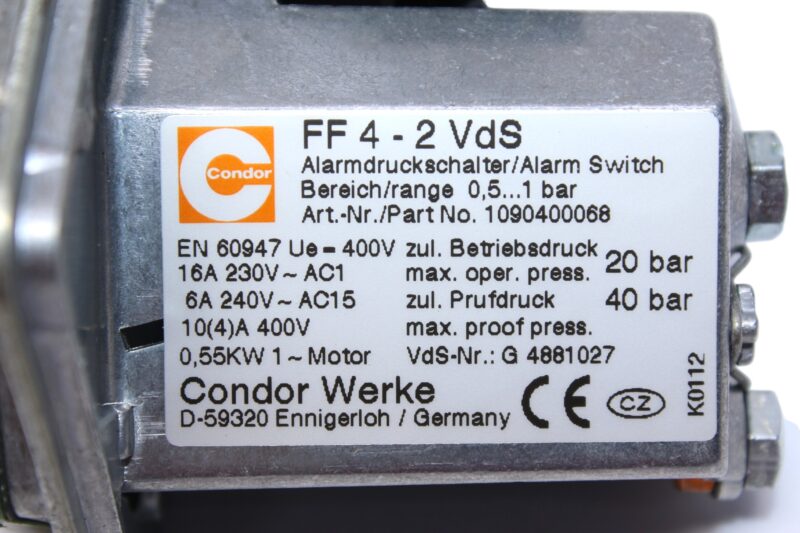 Condor
FF 4 - 2 VdS
Alarmdruckschalter/Alarm Switch
Bereich/range 0,5...1 bar
Art.-Nr./Part No. 1090400068
EN 60947 Ue = 400V
16A 230V ~ AC1
6A 240V ~ AC15
10(4)A 400V
0,55KW 1 ~ Motor
zul. Betriebsdruck
max. oper. press. 20 bar
zul. Prufdruck 40 bar
max. proof press.
VdS-Nr.: G 4881027
Condor Werke
D-59320 Ennigerloh / Germany
CE
CZ
K0112